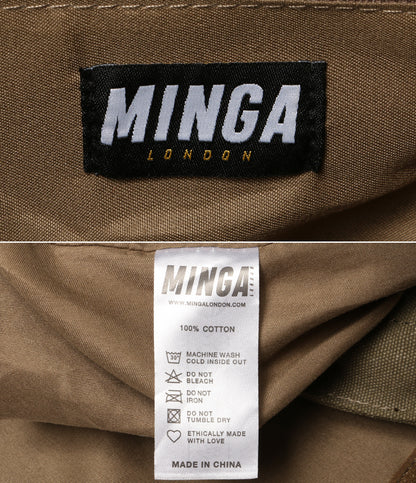 MINGA
LONDON
MINGA LONDON
WWW.MINGALONDON.COM
100% COTTON
30°
MACHINE WASH
COLD INSIDE OUT
DO NOT
BLEACH
DO NOT
IRON
DO NOT
TUMBLE DRY
ETHICALLY MADE
WITH LOVE
MADE IN CHINA